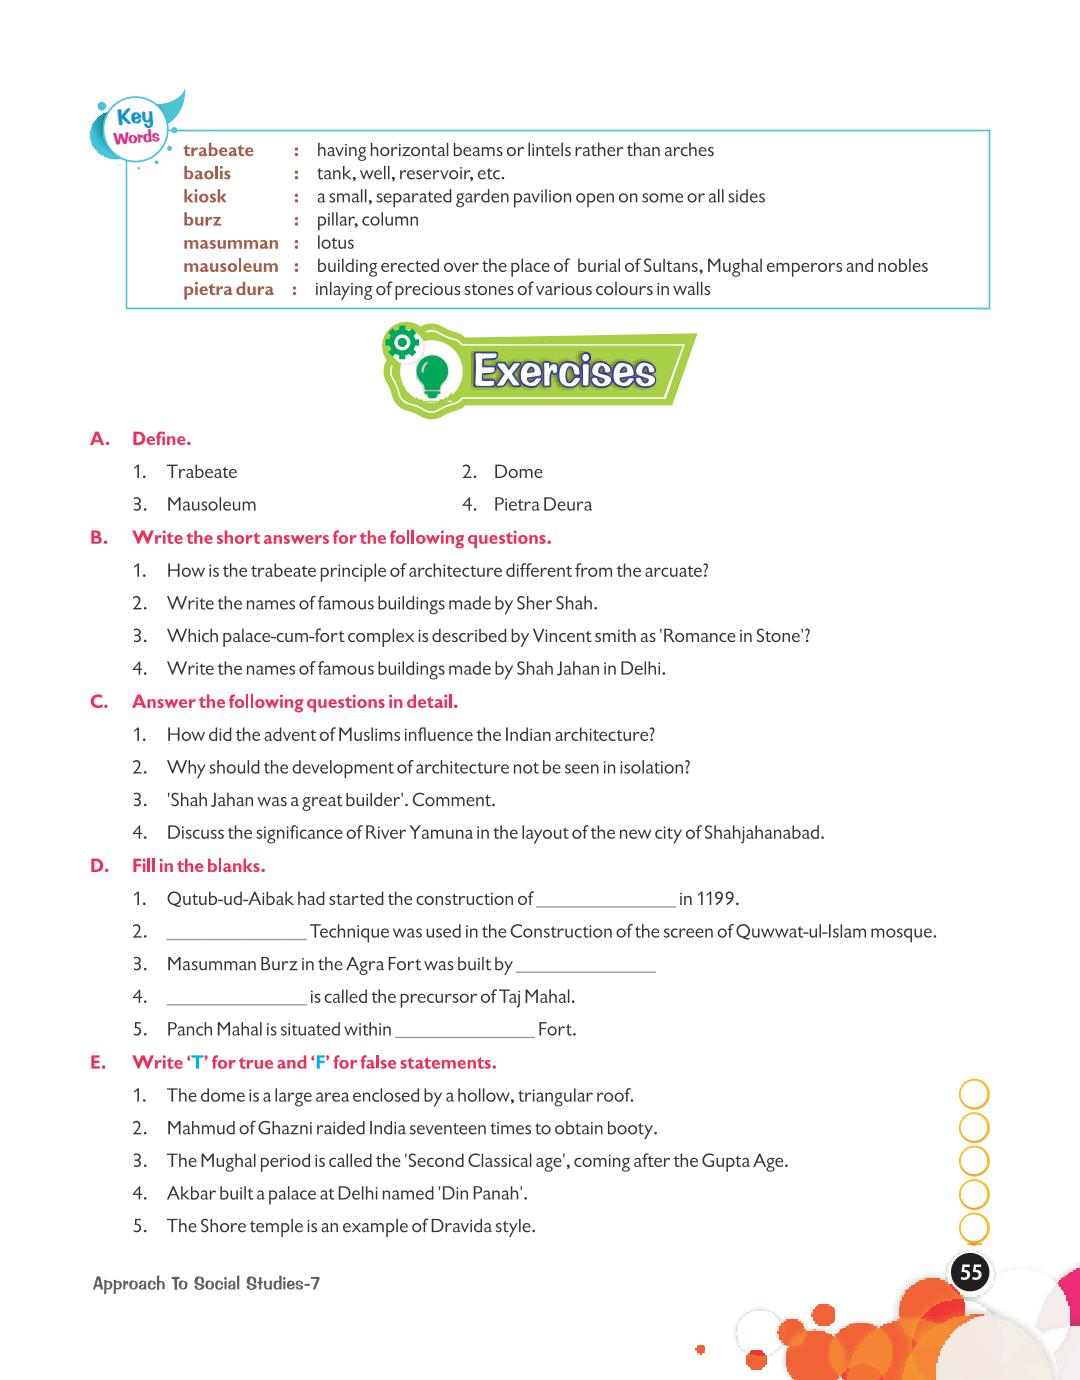 Key
Words
trabeate : having horizontal beams or lintels rather than arches
baolis : tank, well, reservoir, etc.
kiosk : a small, separated garden pavilion open on some or all sides
burz : pillar, column
masumman : lotus
mausoleum : building erected over the place of burial of Sultans, Mughal emperors and nobles
pietra dura : inlaying of precious stones of various colours in walls
Exercises
A. Define.
1. Trabeate 2. Dome
3. Mausoleum 4. Pietra Deura
B. Write the short answers for the following questions.
1. How is the trabeate principle of architecture different from the arcuate?
2. Write the names of famous buildings made by Sher Shah.
3. Which palace-cum-fort complex is described by Vincent smith as 'Romance in Stone'?
4. Write the names of famous buildings made by Shah Jahan in Delhi.
C. Answer the following questions in detail.
1. How did the advent of Muslims influence the Indian architecture?
2. Why should the development of architecture not be seen in isolation?
3. 'Shah Jahan was a great builder'. Comment.
4. Discuss the significance of River Yamuna in the layout of the new city of Shahjahanabad.
D. Fill in the blanks.
1. Qutub-ud-Aibak had started the construction of ______________ in 1199.
2. ______________ Technique was used in the Construction of the screen of Quwwat-ul-Islam mosque.
3. Masumman Burz in the Agra Fort was built by ______________
4. ______________ is called the precursor of Taj Mahal.
5. Panch Mahal is situated within ______________ Fort.
E. Write ‘T’ for true and ‘F’ for false statements.
1. The dome is a large area enclosed by a hollow, triangular roof.
2. Mahmud of Ghazni raided India seventeen times to obtain booty.
3. The Mughal period is called the 'Second Classical age', coming after the Gupta Age.
4. Akbar built a palace at Delhi named 'Din Panah'.
5. The Shore temple is an example of Dravida style.
Approach To Social Studies-7
55